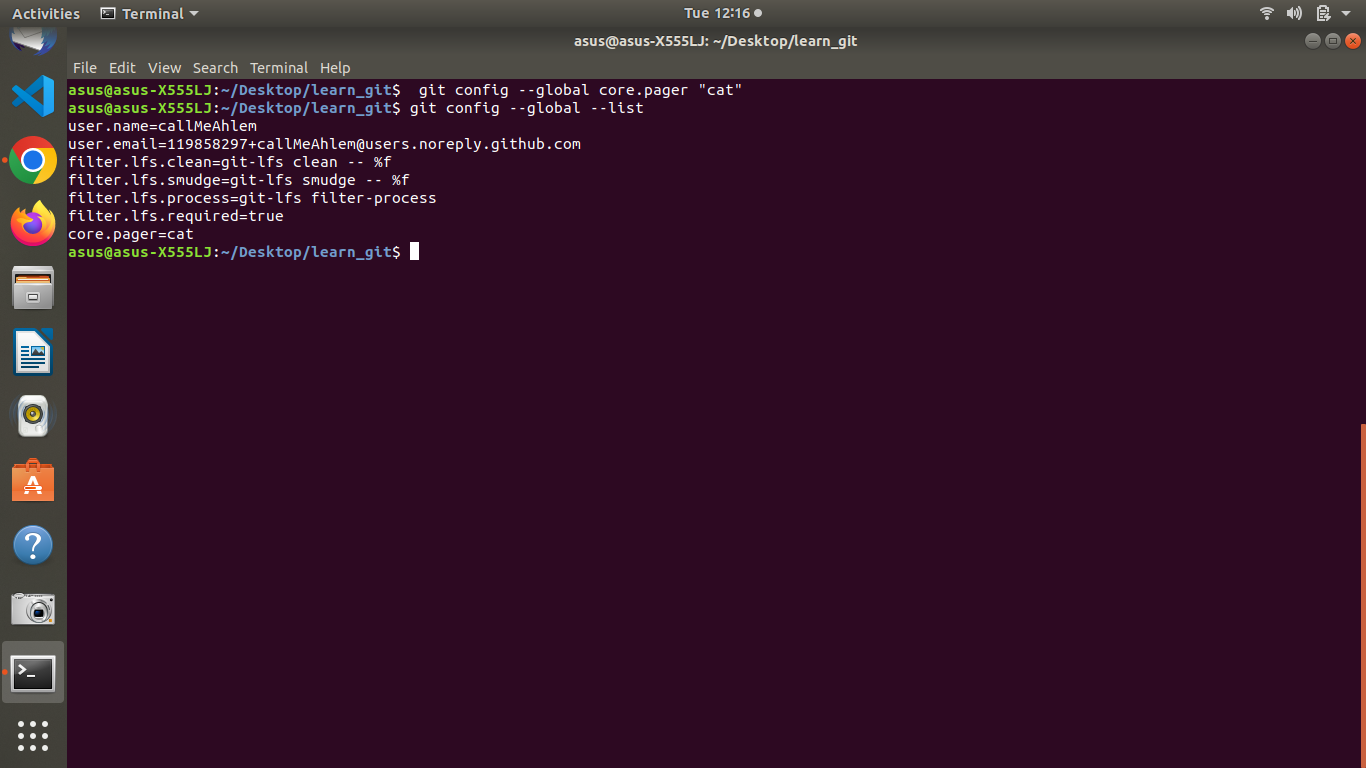 Activities Terminal Tue 12:16
asus@asus-X555LJ: ~/Desktop/learn_git
File Edit View Search Terminal Help
asus@asus-X555LJ:~/Desktop/learn_git$  git config --global core.pager "cat"
asus@asus-X555LJ:~/Desktop/learn_git$ git config --global --list
user.name=callMeAhlem
user.email=119858297+callMeAhlem@users.noreply.github.com
filter.lfs.clean=git-lfs clean -- %f
filter.lfs.smudge=git-lfs smudge -- %f
filter.lfs.process=git-lfs filter-process
filter.lfs.required=true
core.pager=cat
asus@asus-X555LJ:~/Desktop/learn_git$